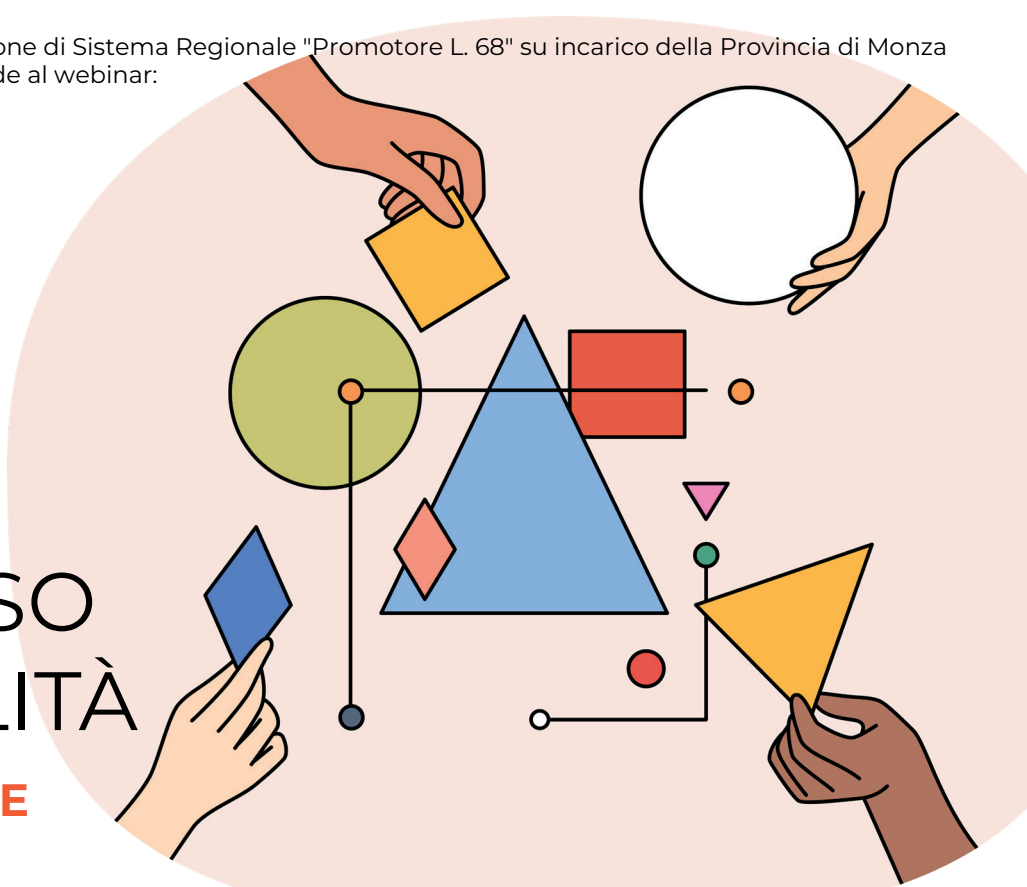 one di Sistema Regionale "Promotore L. 68" su incarico della Provincia di Monza
de al webinar:
SO
LITÀ
E